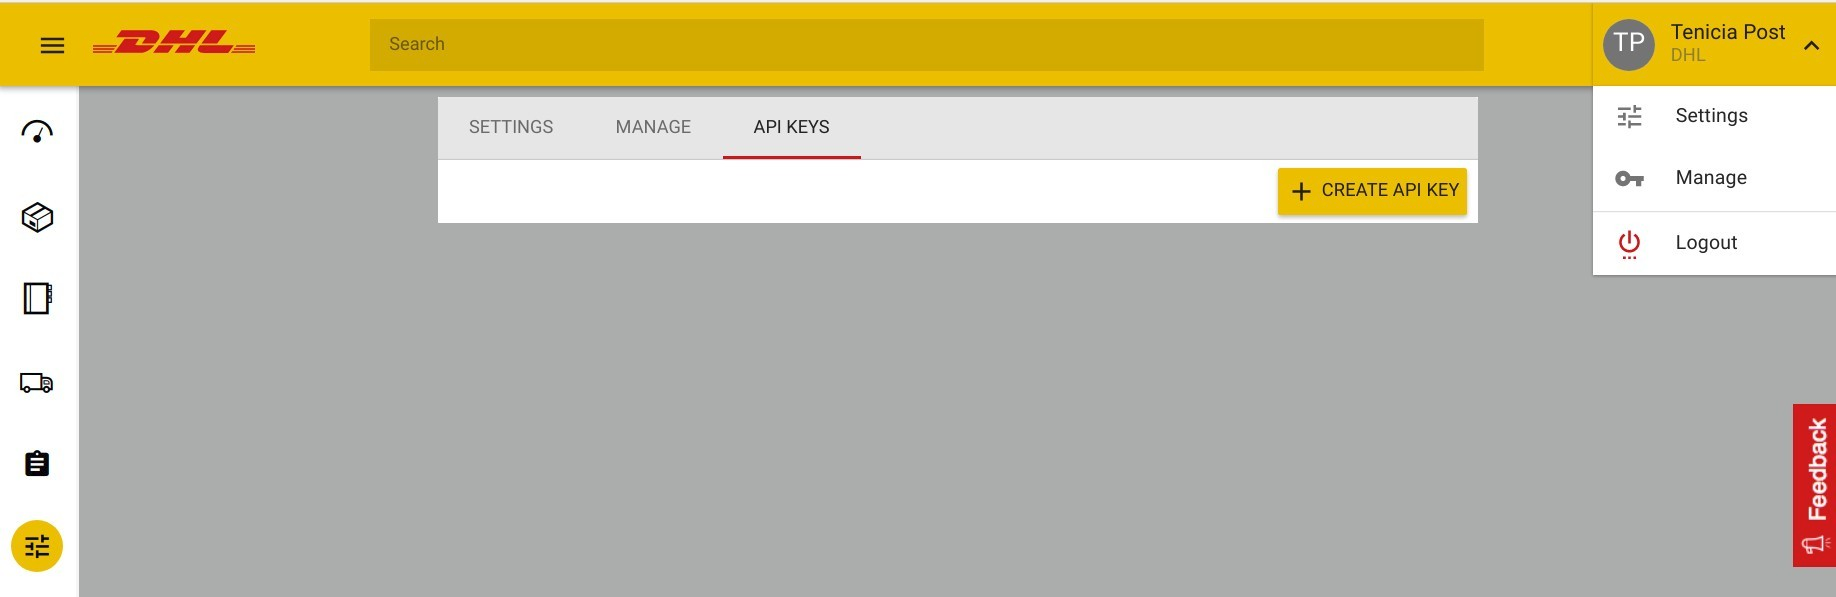 DHL
Search
TP
Tenicia Post
DHL
SETTINGS
MANAGE
API KEYS
Settings
Manage
Logout
CREATE API KEY
Feedback